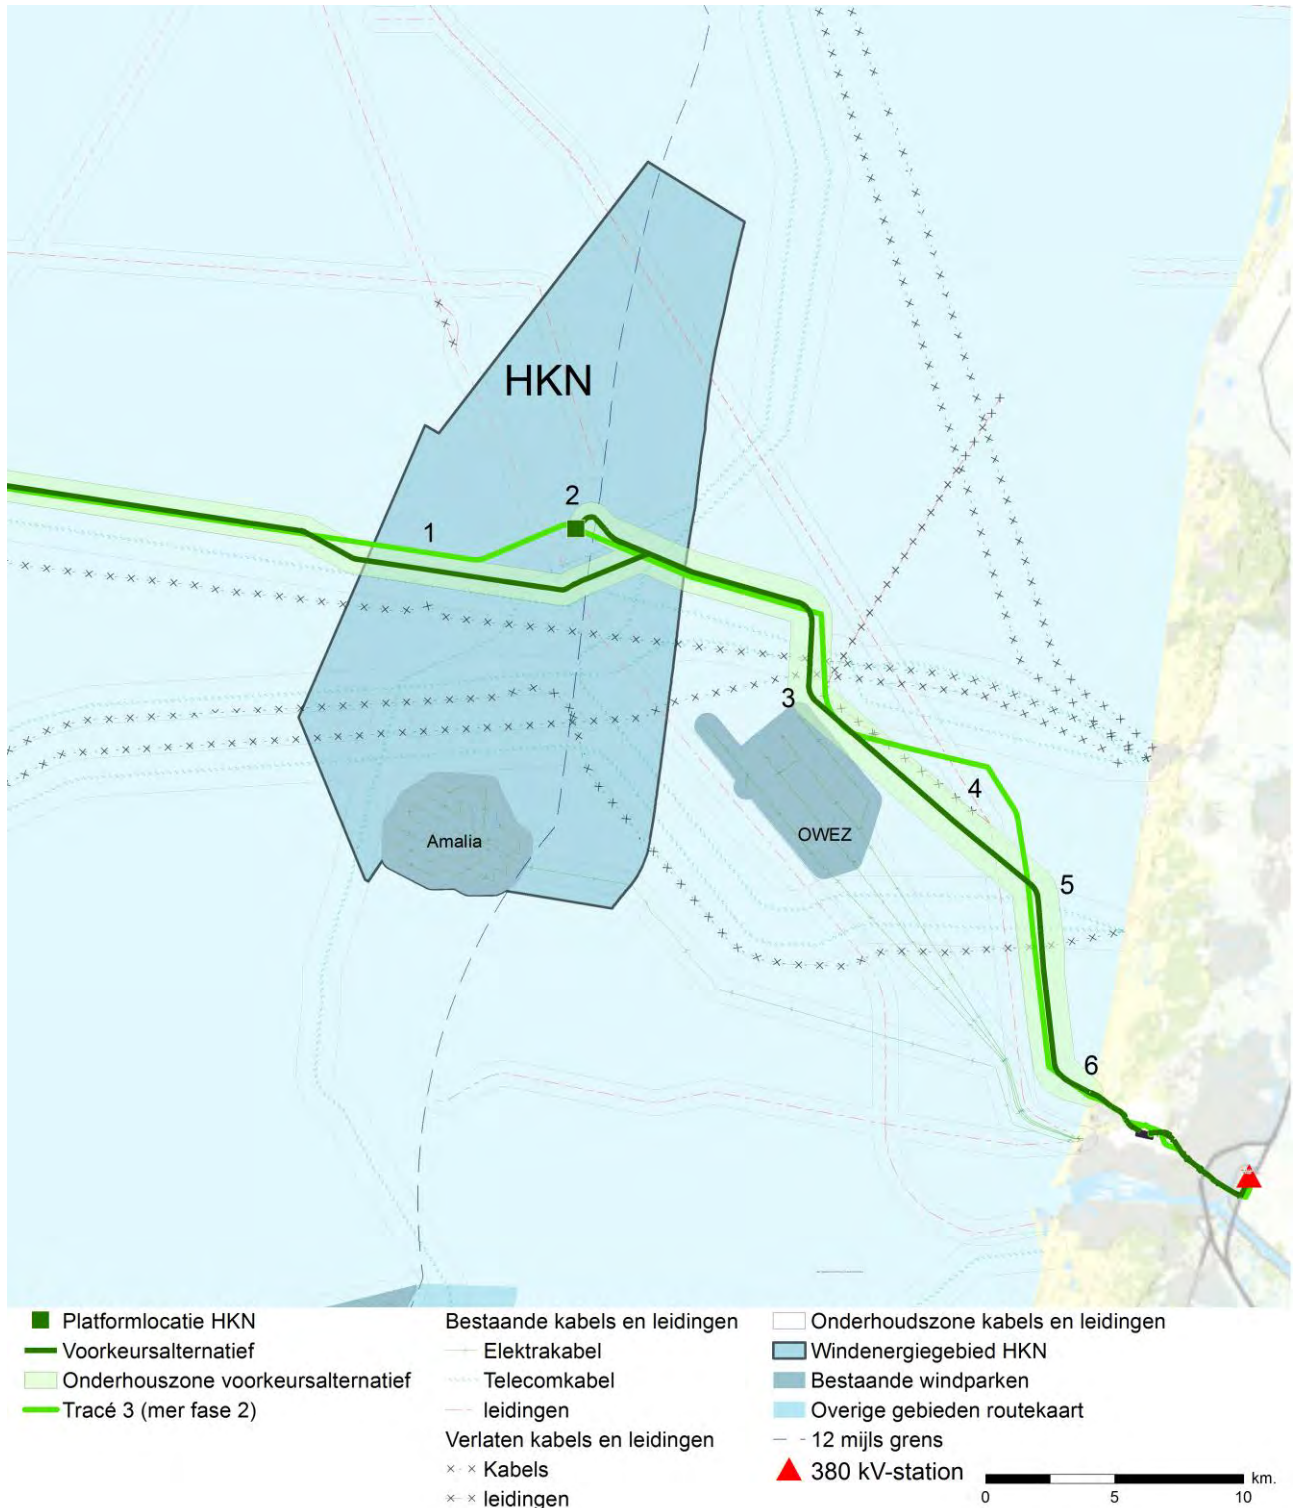 HKN
2
1
3
4
Amalia
OWEZ
5
6
Platformlocatie HKN
Voorkeursalternatief
Onderhouszone voorkeursalternatief
Tracé 3 (mer fase 2)
Bestaande kabels en leidingen
Elektrakabel
Telecomkabel
leidingen
Verlaten kabels en leidingen
Kabels
leidingen
Onderhoudszone kabels en leidingen
Windenergiegebied HKN
Bestaande windparken
Overige gebieden routekaart
12 mijls grens
380 kV-station
km.
0 5 10